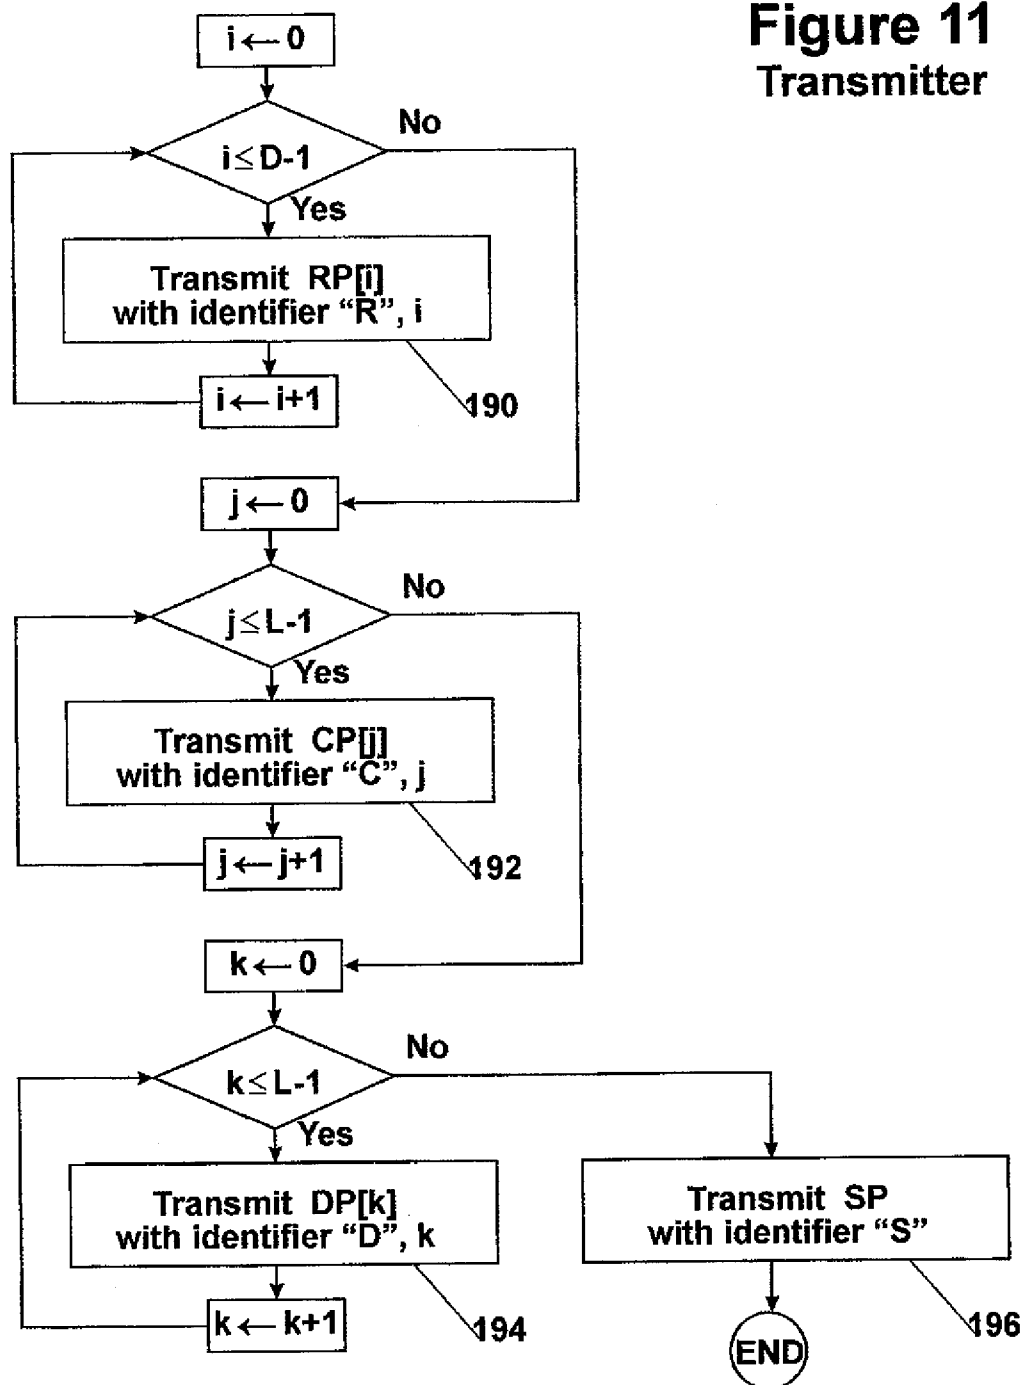 Figure 11
Transmitter
i ← 0
i ≤ D-1
No
Yes
Transmit RP[i]
with identifier “R”, i
i ← i+1
190
j ← 0
j ≤ L-1
No
Yes
Transmit CP[j]
with identifier “C”, j
j ← j+1
192
k ← 0
k ≤ L-1
No
Yes
Transmit DP[k]
with identifier “D”, k
k ← k+1
194
Transmit SP
with identifier “S”
196
END